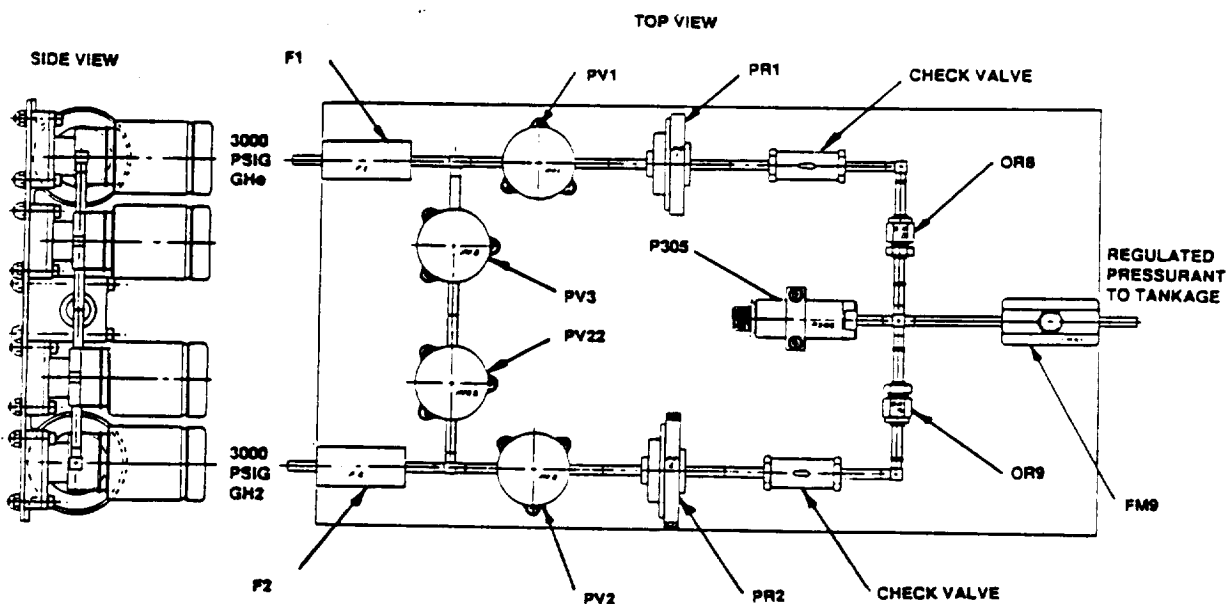 TOP VIEW
SIDE VIEW
F1
PV1
PR1
CHECK VALVE
3000
PSIG
GHe
OR8
P305
REGULATED
PRESSURANT
TO TANKAGE
PV3
PV22
3000
PSIG
GH2
OR9
FM9
F2
PV2
PR2
CHECK VALVE